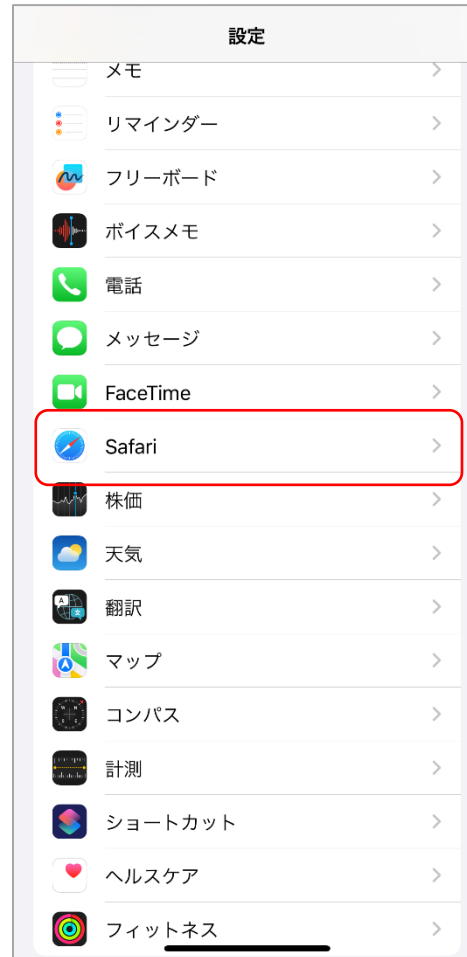 設定
メモ
リマインダー
フリーボード
ボイスメモ
電話
メッセージ
FaceTime
Safari
株価
天気
翻訳
マップ
コンパス
計測
ショートカット
ヘルスケア
フィットネス